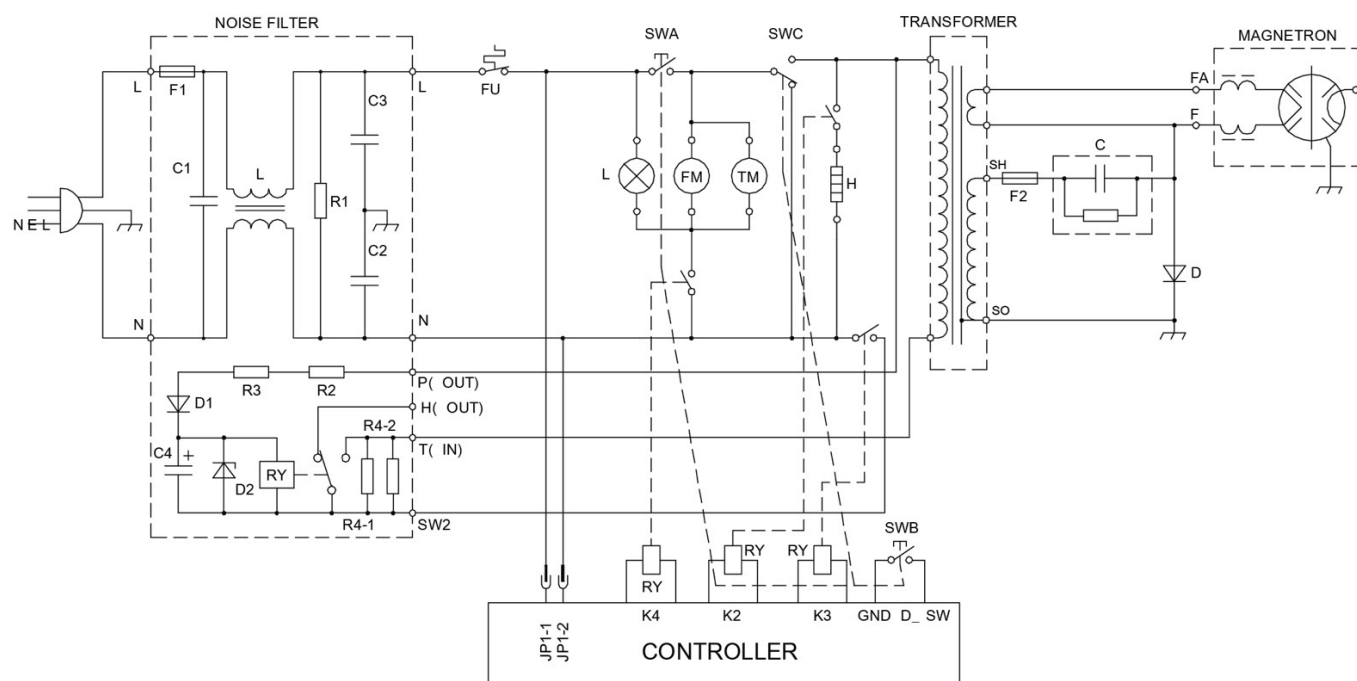 NOISE FILTER
SWA
SWC
TRANSFORMER
MAGNETRON
L
F1
L
FU
C3
FA
F
C1
L
R1
L
FM
TM
H
SH
C
F2
N E L
C2
D
N
N
SO
R3
R2
P( OUT)
D1
H( OUT)
R4-2
T( IN)
C4
+
RY
D2
R4-1
SW2
SWB
RY
RY
RY
K4
K2
K3
GND
D_ SW
JP1-1
JP1-2
CONTROLLER